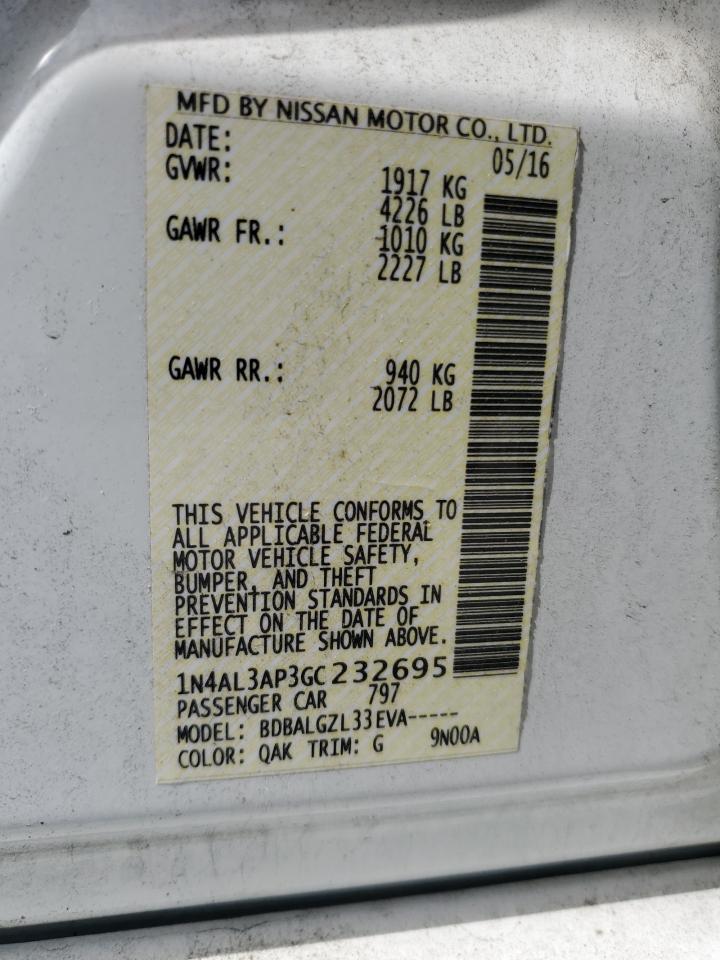 MFD BY NISSAN MOTOR CO., LTD.
DATE: 05/16
GVWR: 1917 KG
4226 LB
GAWR FR.: 1010 KG
2227 LB
GAWR RR.: 940 KG
2072 LB
THIS VEHICLE CONFORMS TO
ALL APPLICABLE FEDERAL
MOTOR VEHICLE SAFETY,
BUMPER, AND THEFT
PREVENTION STANDARDS IN
EFFECT ON THE DATE OF
MANUFACTURE SHOWN ABOVE.
1N4AL3AP3GC232695
PASSENGER CAR 797
MODEL: BDBALGZL33EVA-----
COLOR: QAK TRIM: G 9N00A